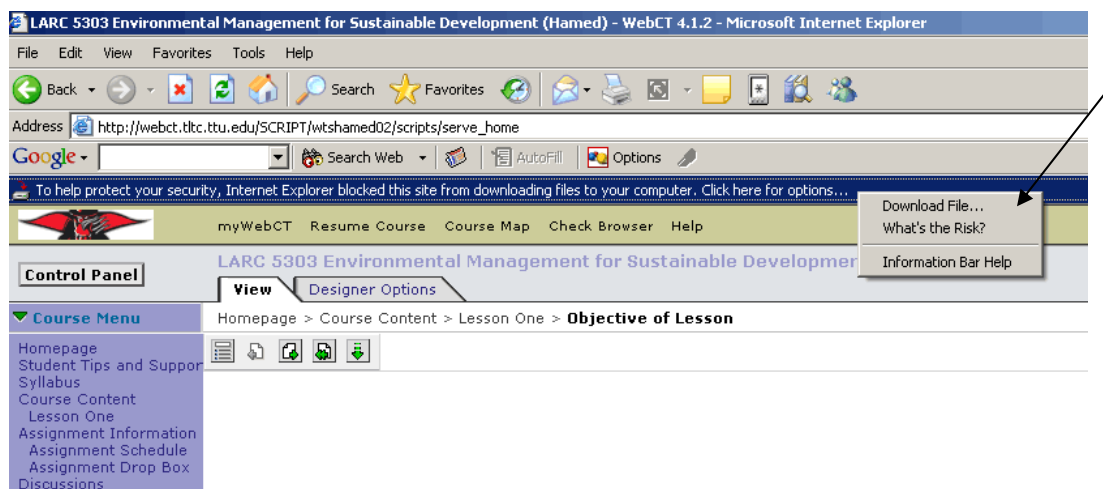 LARC 5303 Environmental Management for Sustainable Development (Hamed) - WebCT 4.1.2 - Microsoft Internet Explorer
File Edit View Favorites Tools Help
Back Search Favorites
Address http://webct.tltc.ttu.edu/SCRIPT/wtshamed02/scripts/serve_home
Google Search Web AutoFill Options
To help protect your security, Internet Explorer blocked this site from downloading files to your computer. Click here for options...
Download File...
What's the Risk?
Information Bar Help
myWebCT Resume Course Course Map Check Browser Help
Control Panel
LARC 5303 Environmental Management for Sustainable Developmen
View Designer Options
Course Menu
Homepage > Course Content > Lesson One > Objective of Lesson
Homepage
Student Tips and Suppor
Syllabus
Course Content
Lesson One
Assignment Information
Assignment Schedule
Assignment Drop Box
Discussions